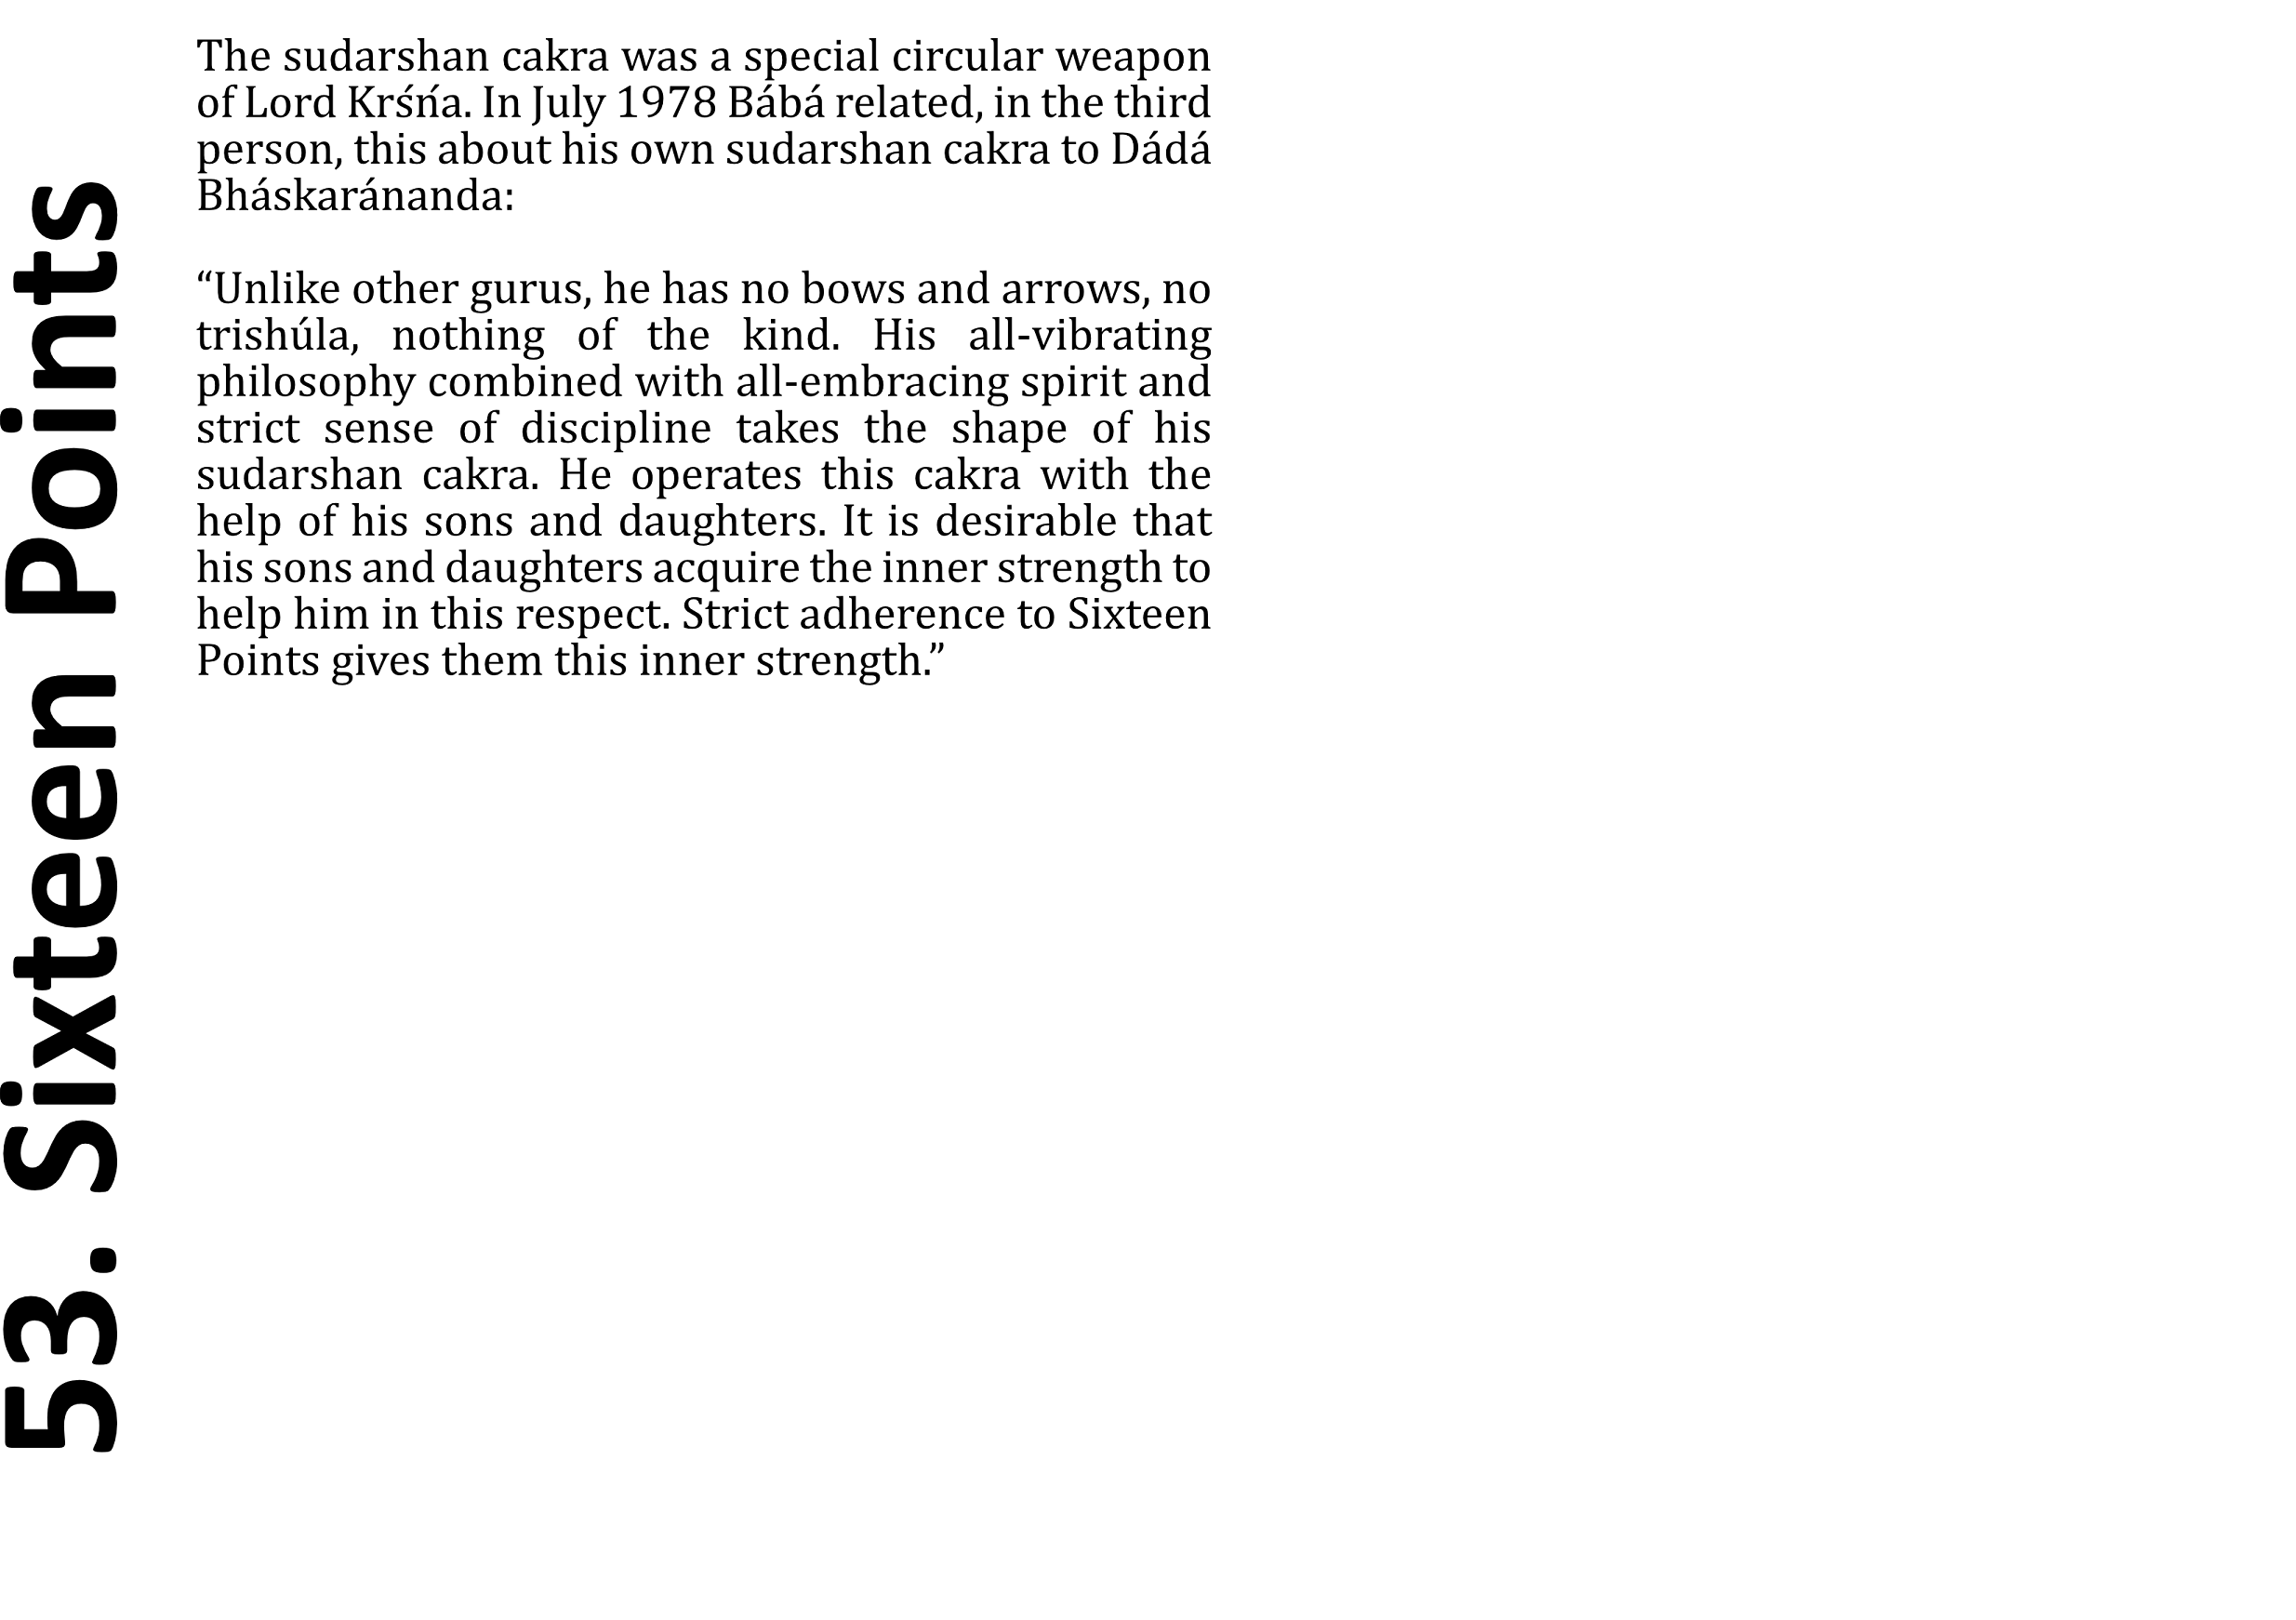 53. Sixteen Points
The sudarshan cakra was a special circular weapon
of Lord Krśńa. In July 1978 Bábá related, in the third
person, this about his own sudarshan cakra to Dádá
Bháskaránanda:
“Unlike other gurus, he has no bows and arrows, no
trishúla, nothing of the kind. His all-vibrating
philosophy combined with all-embracing spirit and
strict sense of discipline takes the shape of his
sudarshan cakra. He operates this cakra with the
help of his sons and daughters. It is desirable that
his sons and daughters acquire the inner strength to
help him in this respect. Strict adherence to Sixteen
Points gives them this inner strength.”